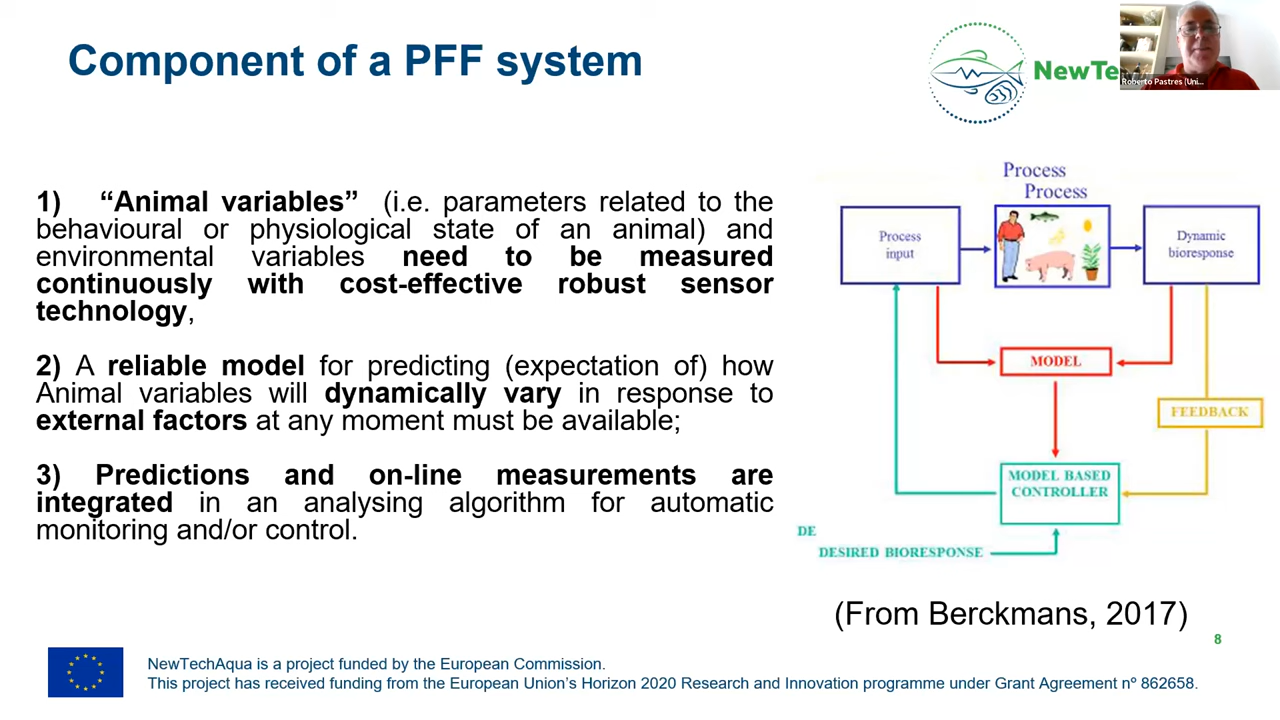 Component of a PFF system
NewTe
Roberto Pastres (Uni...
1) “Animal variables” (i.e. parameters related to the
behavioural or physiological state of an animal) and
environmental variables need to be measured
continuously with cost-effective robust sensor
technology,
2) A reliable model for predicting (expectation of) how
Animal variables will dynamically vary in response to
external factors at any moment must be available;
3) Predictions and on-line measurements are
integrated in an analysing algorithm for automatic
monitoring and/or control.
Process
Process
Process
input
Dynamic
bioresponse
MODEL
FEEDBACK
MODEL BASED
CONTROLLER
DE
DESIRED BIORESPONSE
(From Berckmans, 2017)
8
NewTechAqua is a project funded by the European Commission.
This project has received funding from the European Union’s Horizon 2020 Research and Innovation programme under Grant Agreement nº 862658.